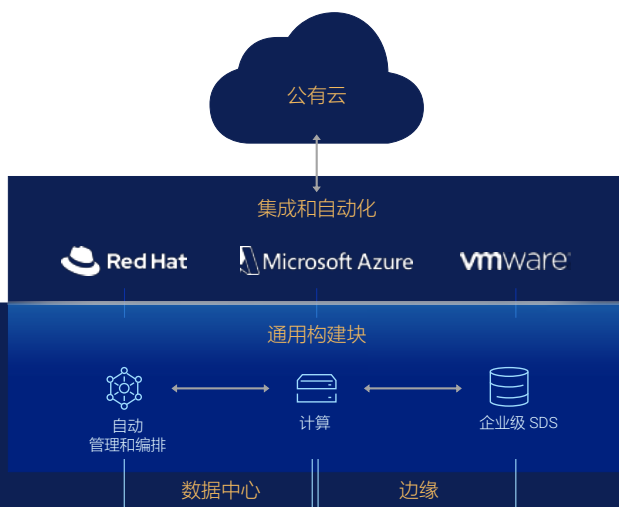 公有云
集成和自动化
Red Hat
Microsoft Azure
vmware®
通用构建块
自动
管理和编排
计算
企业级 SDS
数据中心
边缘